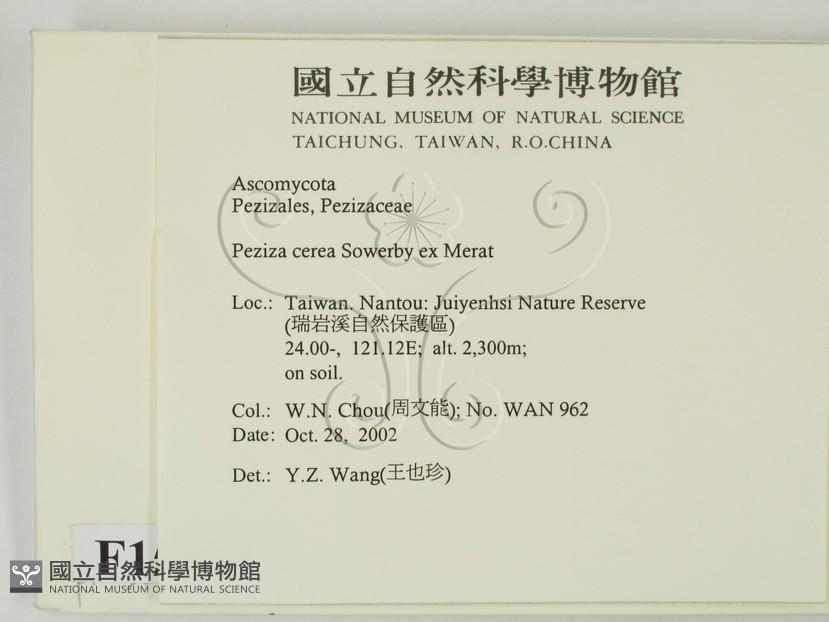 國立自然科學博物館
NATIONAL MUSEUM OF NATURAL SCIENCE
TAICHUNG, TAIWAN, R.O.CHINA
Ascomycota
Pezizales, Pezizaceae
Peziza cerea Sowerby ex Merat
Loc.: Taiwan. Nantou: Juiyenhsi Nature Reserve
(瑞岩溪自然保護區)
24.00-, 121.12E; alt. 2,300m;
on soil.
Col.: W.N. Chou(周文能); No. WAN 962
Date: Oct. 28, 2002
Det.: Y.Z. Wang(王也珍)
國立自然科學博物館
NATIONAL MUSEUM OF NATURAL SCIENCE